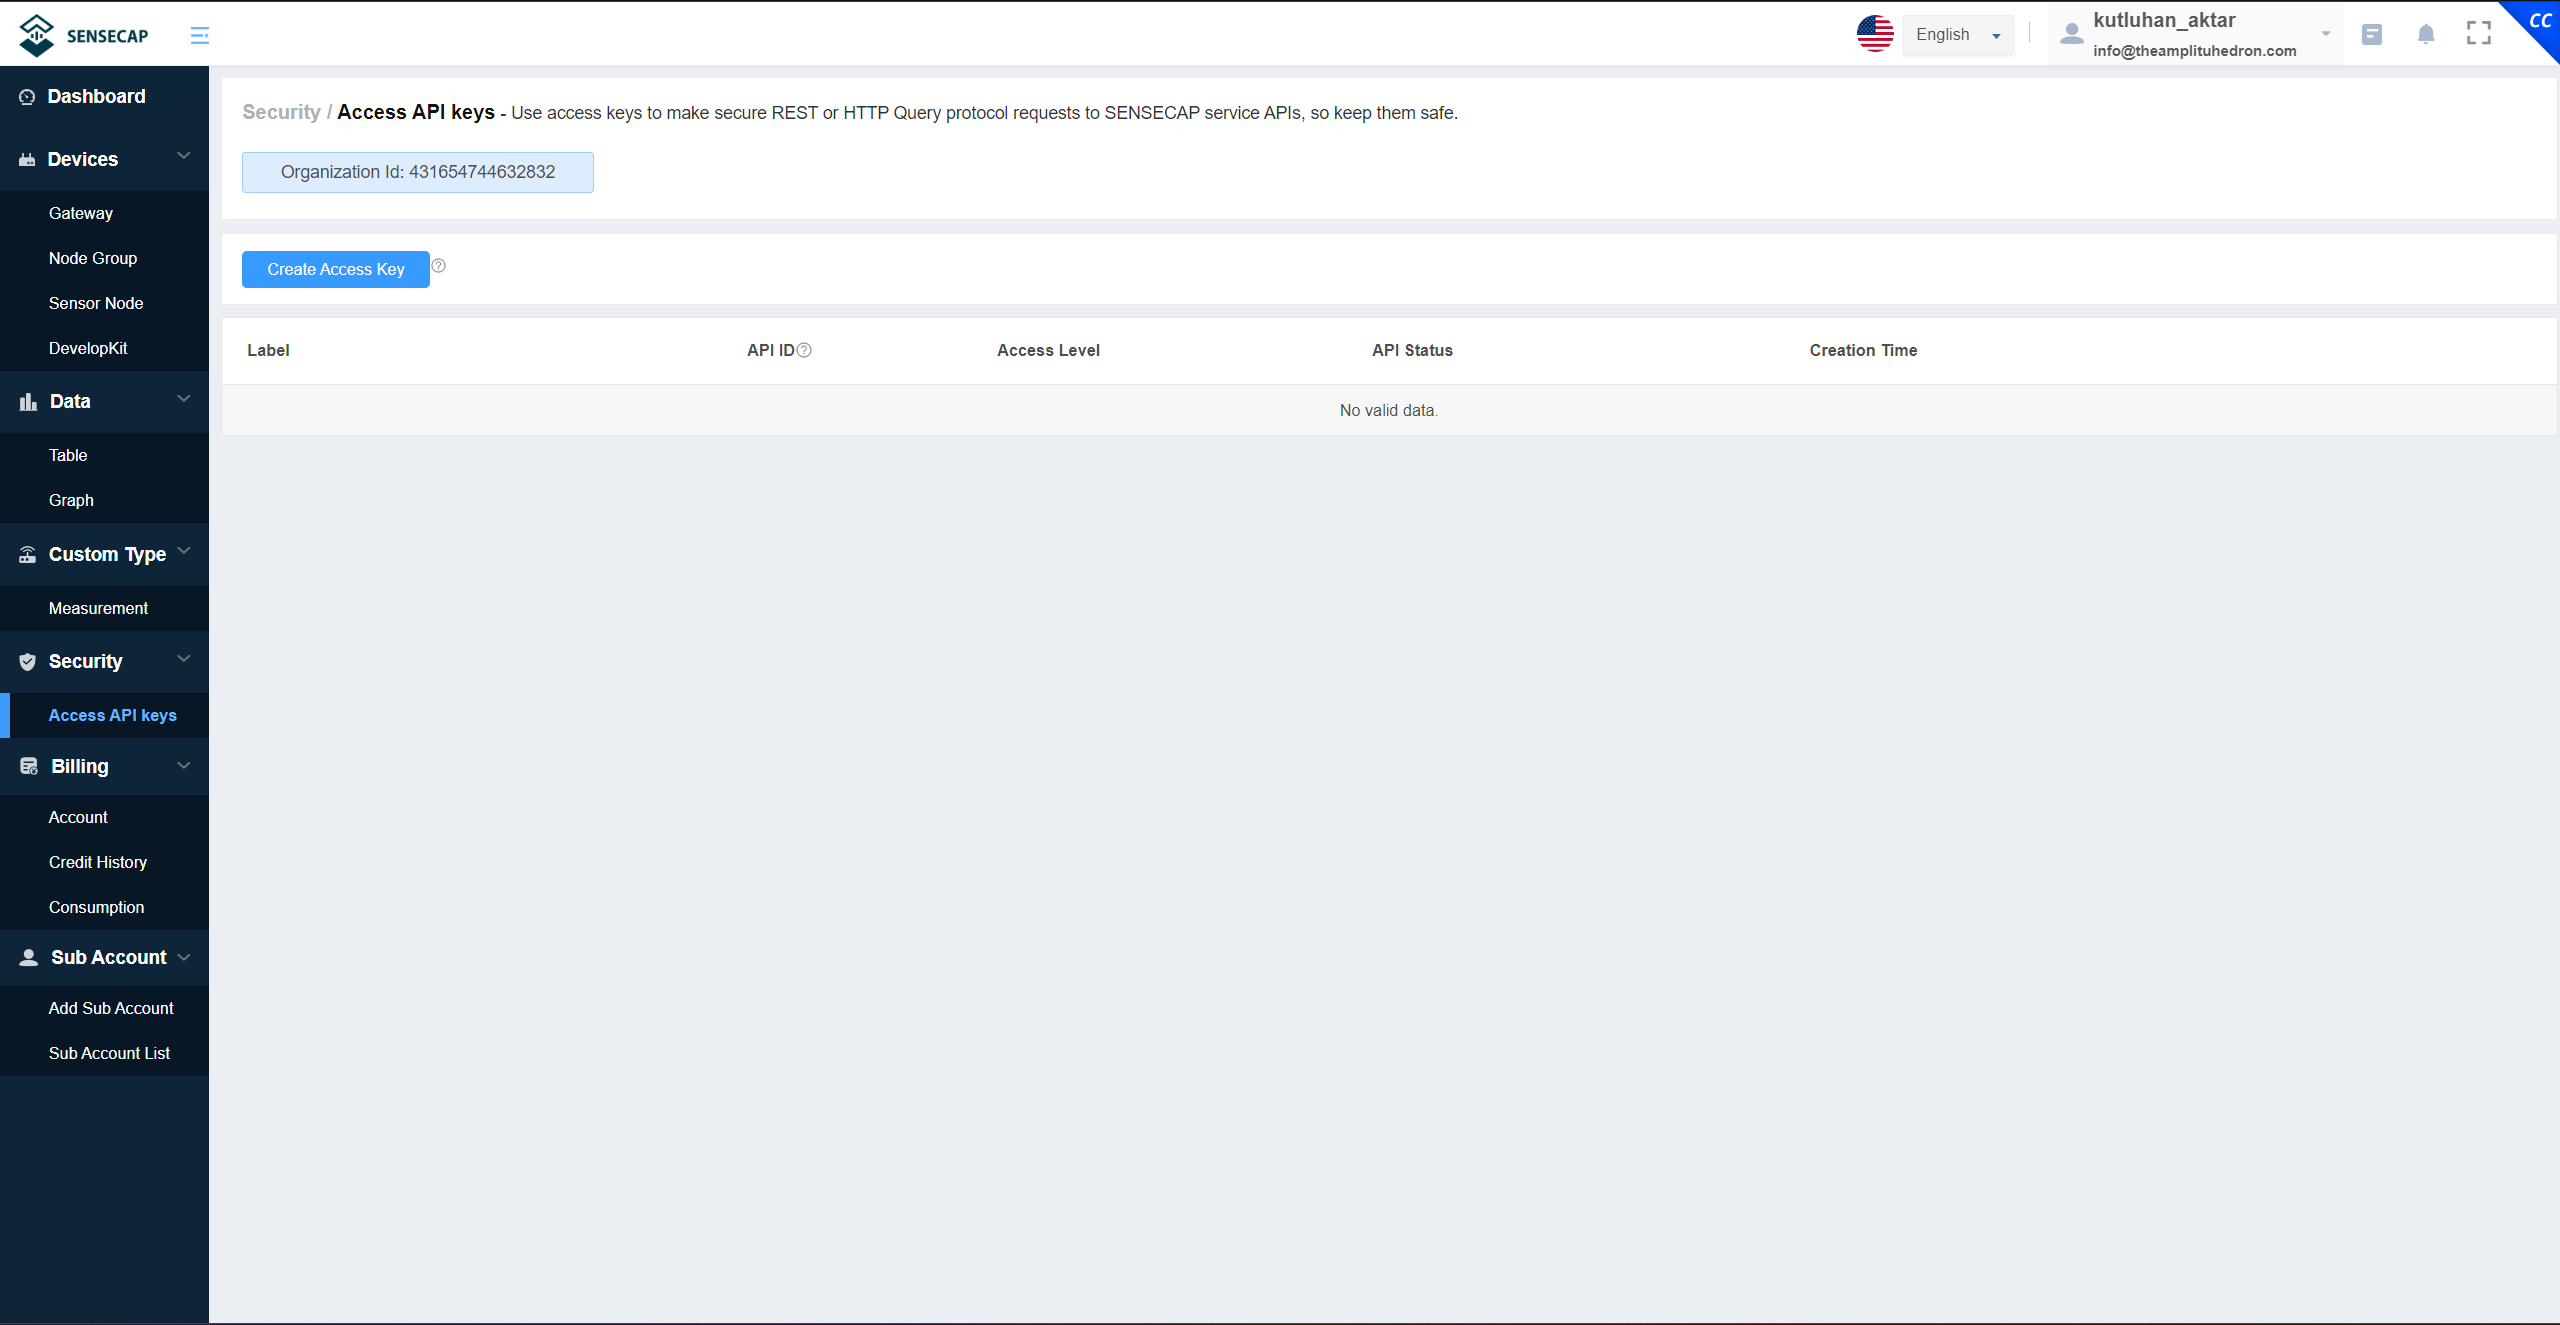 SENSECAP
English
kutluhan_aktar
info@theamplituhedron.com
CC
Dashboard
Devices
Gateway
Node Group
Sensor Node
DevelopKit
Data
Table
Graph
Custom Type
Measurement
Security
Access API keys
Billing
Account
Credit History
Consumption
Sub Account
Add Sub Account
Sub Account List
Security / Access API keys - Use access keys to make secure REST or HTTP Query protocol requests to SENSECAP service APIs, so keep them safe.
Organization Id: 431654744632832
Create Access Key
Label API ID Access Level API Status Creation Time
No valid data.